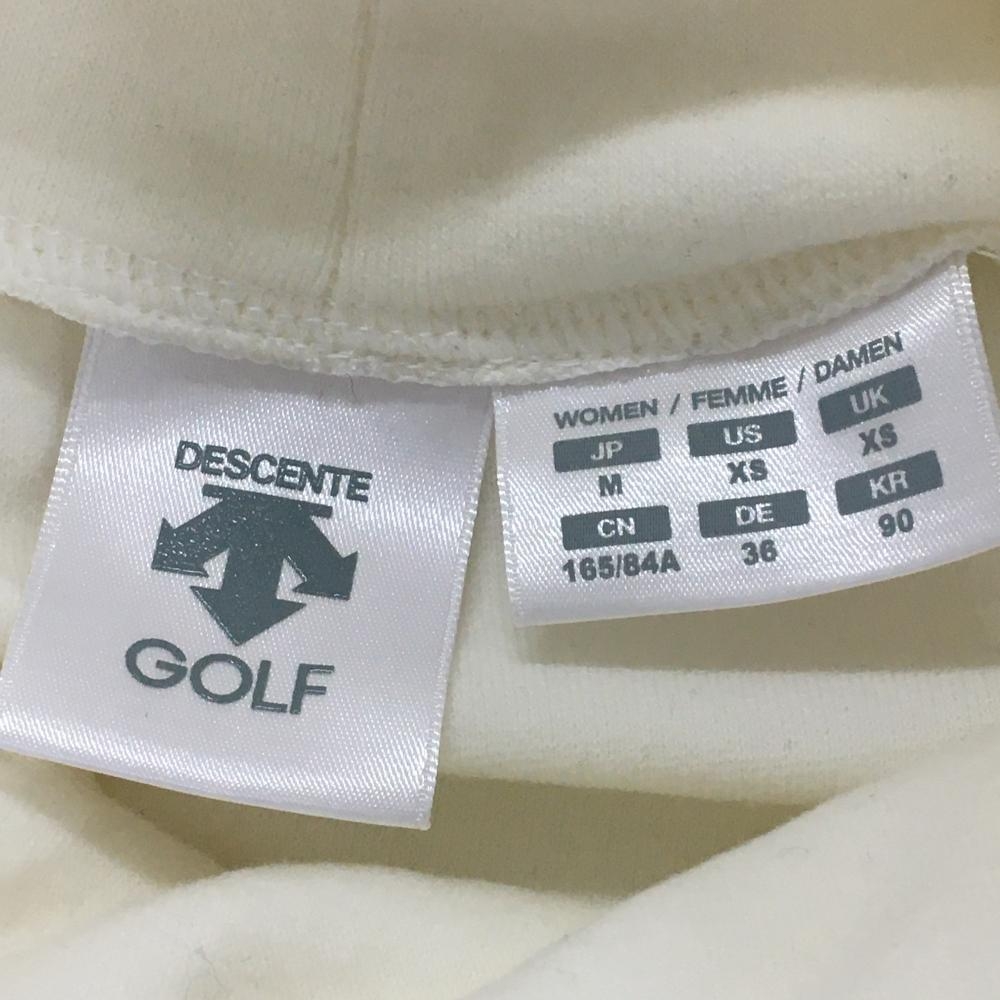 DESCENTE
GOLF
WOMEN / FEMME / DAMEN
JP US UK
M XS XS
CN DE KR
165/84A 36 90